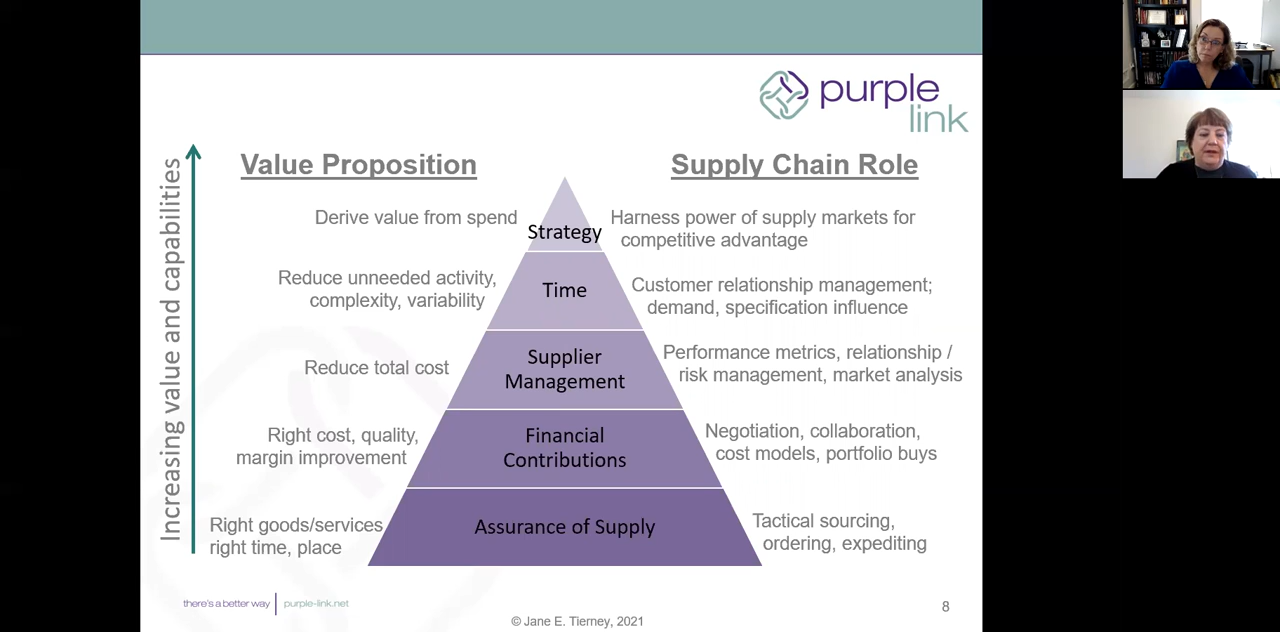 purple
link
Value Proposition
Supply Chain Role
Increasing value and capabilities
Derive value from spend
Strategy
Harness power of supply markets for
competitive advantage
Reduce unneeded activity,
complexity, variability
Time
Customer relationship management;
demand, specification influence
Reduce total cost
Supplier
Management
Performance metrics, relationship /
risk management, market analysis
Right cost, quality,
margin improvement
Financial
Contributions
Negotiation, collaboration,
cost models, portfolio buys
Right goods/services,
right time, place
Assurance of Supply
Tactical sourcing,
ordering, expediting
there's a better way | purple-link.net
8
© Jane E. Tierney, 2021